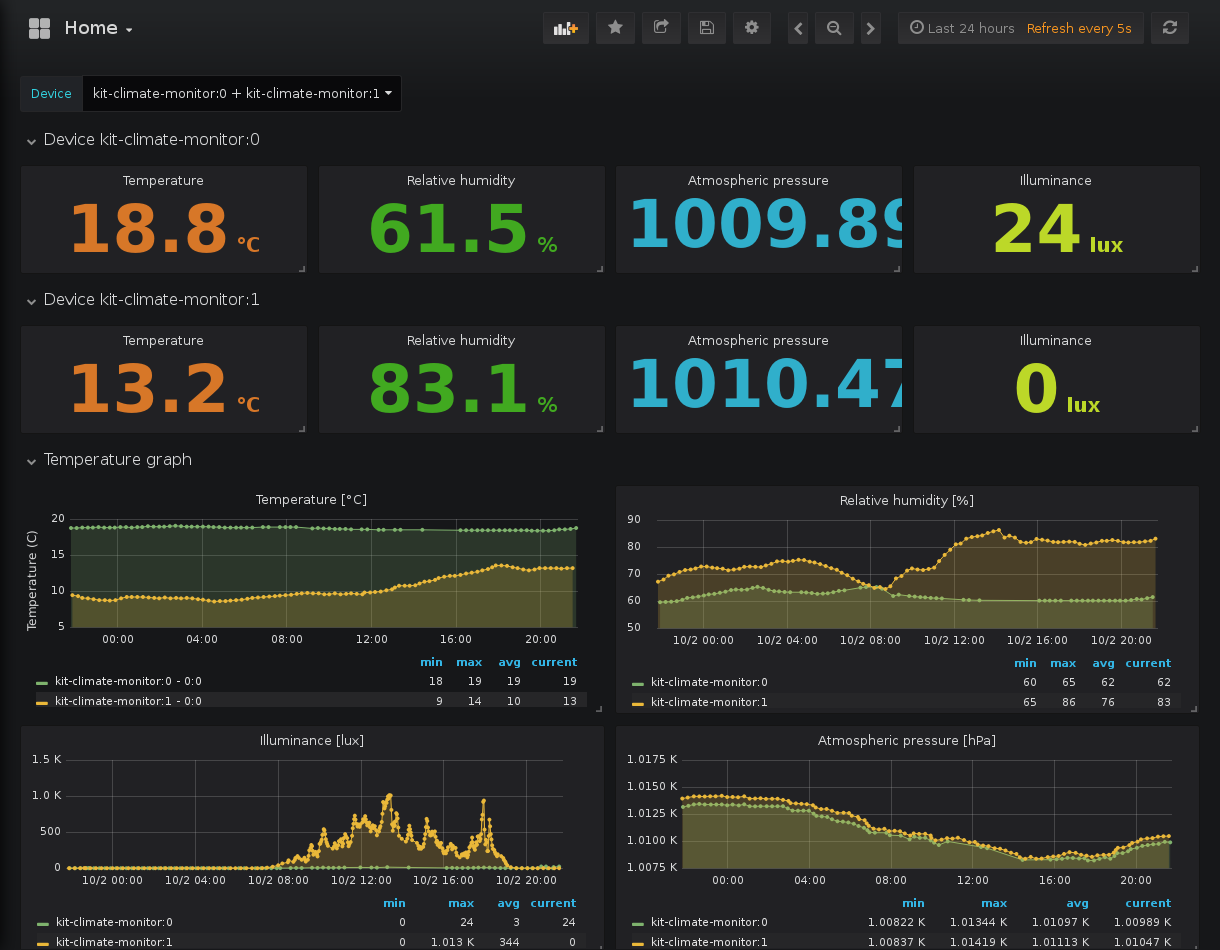 Home
Last 24 hours Refresh every 5s
Device kit-climate-monitor:0 + kit-climate-monitor:1
Device kit-climate-monitor:0
Temperature Relative humidity Atmospheric pressure Illuminance
18.8 °C 61.5 % 1009.89 24 lux
Device kit-climate-monitor:1
Temperature Relative humidity Atmospheric pressure Illuminance
13.2 °C 83.1 % 1010.47 0 lux
Temperature graph
Temperature [°C]
Temperature (C)
20
15
10
5
00:00 04:00 08:00 12:00 16:00 20:00
min max avg current
kit-climate-monitor:0 - 0:0 18 19 19 19
kit-climate-monitor:1 - 0:0 9 14 10 13
Relative humidity [%]
90
80
70
60
50
10/2 00:00 10/2 04:00 10/2 08:00 10/2 12:00 10/2 16:00 10/2 20:00
min max avg current
kit-climate-monitor:0 60 65 62 62
kit-climate-monitor:1 65 86 76 83
Illuminance [lux]
1.5 K
1.0 K
500
0
10/2 00:00 10/2 04:00 10/2 08:00 10/2 12:00 10/2 16:00 10/2 20:00
min max avg current
kit-climate-monitor:0 0 24 3 24
kit-climate-monitor:1 0 1.013 K 344 0
Atmospheric pressure [hPa]
1.0175 K
1.0150 K
1.0125 K
1.0100 K
1.0075 K
00:00 04:00 08:00 12:00 16:00 20:00
min max avg current
kit-climate-monitor:0 1.00822 K 1.01344 K 1.01097 K 1.00989 K
kit-climate-monitor:1 1.00837 K 1.01419 K 1.01113 K 1.01047 K